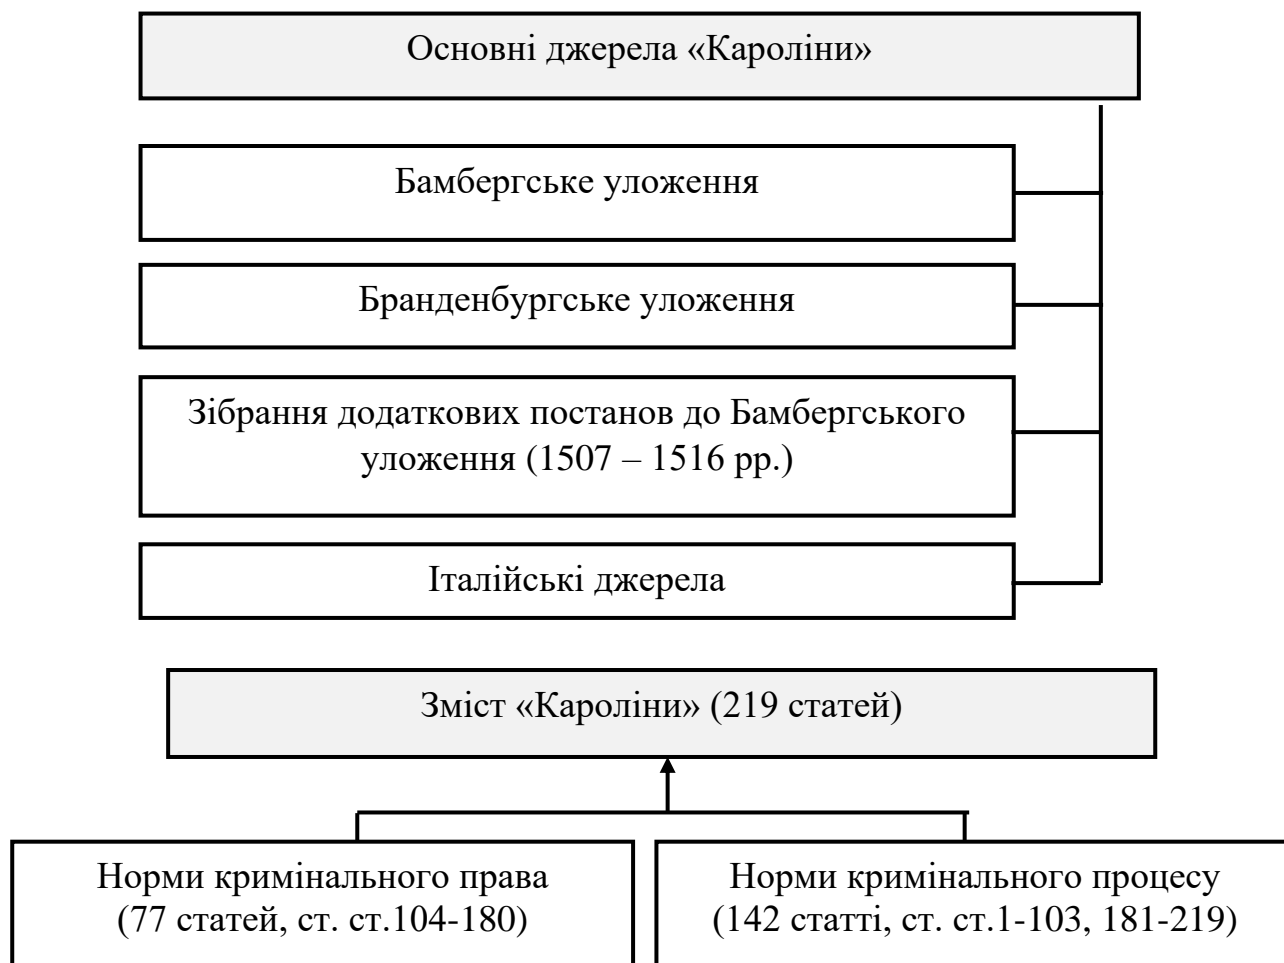 Основні джерела «Кароліни»
Бамбергське уложення
Бранденбургське уложення
Зібрання додаткових постанов до Бамбергського
уложення (1507 – 1516 рр.)
Італійські джерела
Зміст «Кароліни» (219 статей)
Норми кримінального права
(77 статей, ст. ст.104-180)
Норми кримінального процесу
(142 статті, ст. ст.1-103, 181-219)